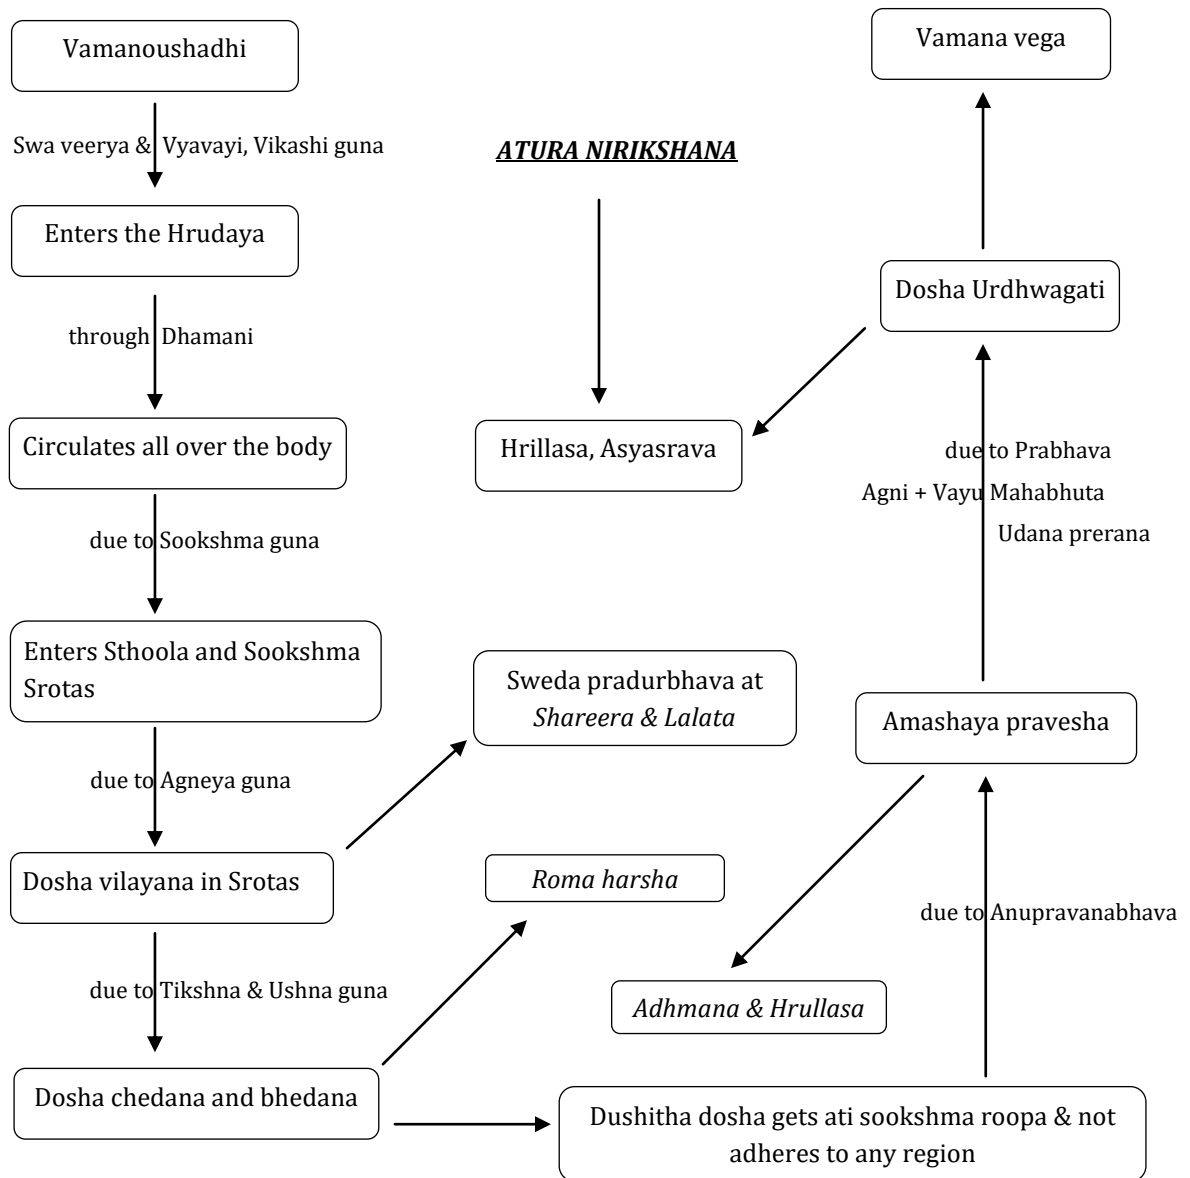 Vamanoushadhi
Swa veerya & Vyavayi, Vikashi guna
Enters the Hrudaya
through Dhamani
Circulates all over the body
due to Sookshma guna
Enters Sthoola and Sookshma
Srotas
due to Agneya guna
Dosha vilayana in Srotas
due to Tikshna & Ushna guna
Dosha chedana and bhedana
ATURA NIRIKSHANA
Hrillasa, Asyasrava
Sweda pradurbhava at
Shareera & Lalata
Roma harsha
Adhmana & Hrullasa
Dushitha dosha gets ati sookshma roopa & not
adheres to any region
due to Anupravanabhava
Amashaya pravesha
due to Prabhava
Agni + Vayu Mahabhuta
Udana prerana
Dosha Urdhwagati
Vamana vega